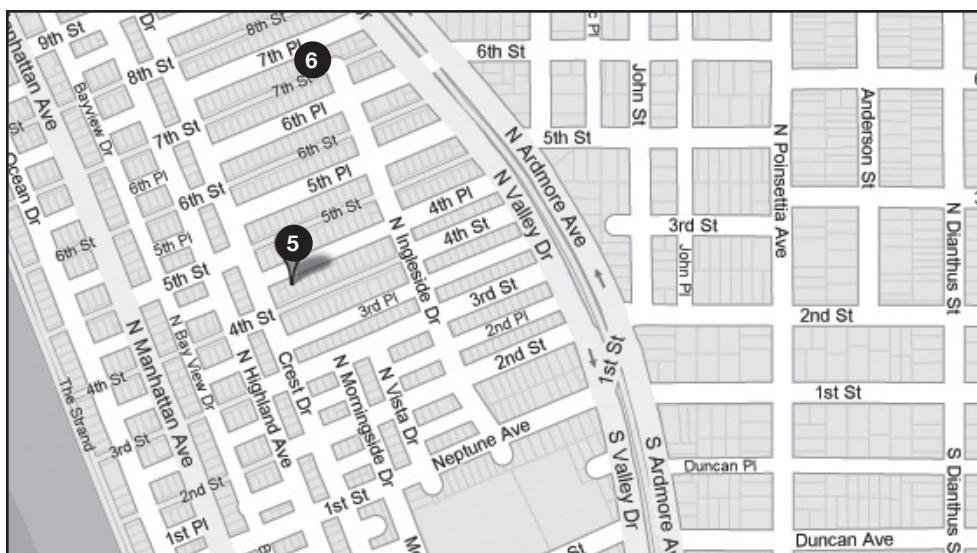 9th St
Dr
8th St
7th Pl
6
6th St
c Pl
anhattan Ave
8th St
7th St
Bayview Dr
John St
Anderson St
St
7th St
6th Pl
5th St
N Ardmore Ave
N Poinsettia Ave
Ocean Dr
6th Pl
6th St
6th St
5th Pl
N Valley Dr
4th Pl
3rd St
N Dianthus St
6th St
5th Pl
5th St
5
5th St
N Ingleside Dr
4th St
John Pl
4th St
3rd Pl
3rd St
2nd St
N Manhattan Ave
N Bay View Dr
N Highland Ave
Crest Dr
2nd Pl
2nd St
1st St
1st St
The Strand
4th St
N Morningside Dr
N Vista Dr
3rd St
Neptune Ave
S Valley Dr
S Ardmore Av
Duncan Pl
S Dianthus S
2nd St
1st St
1st Pl
Duncan Ave